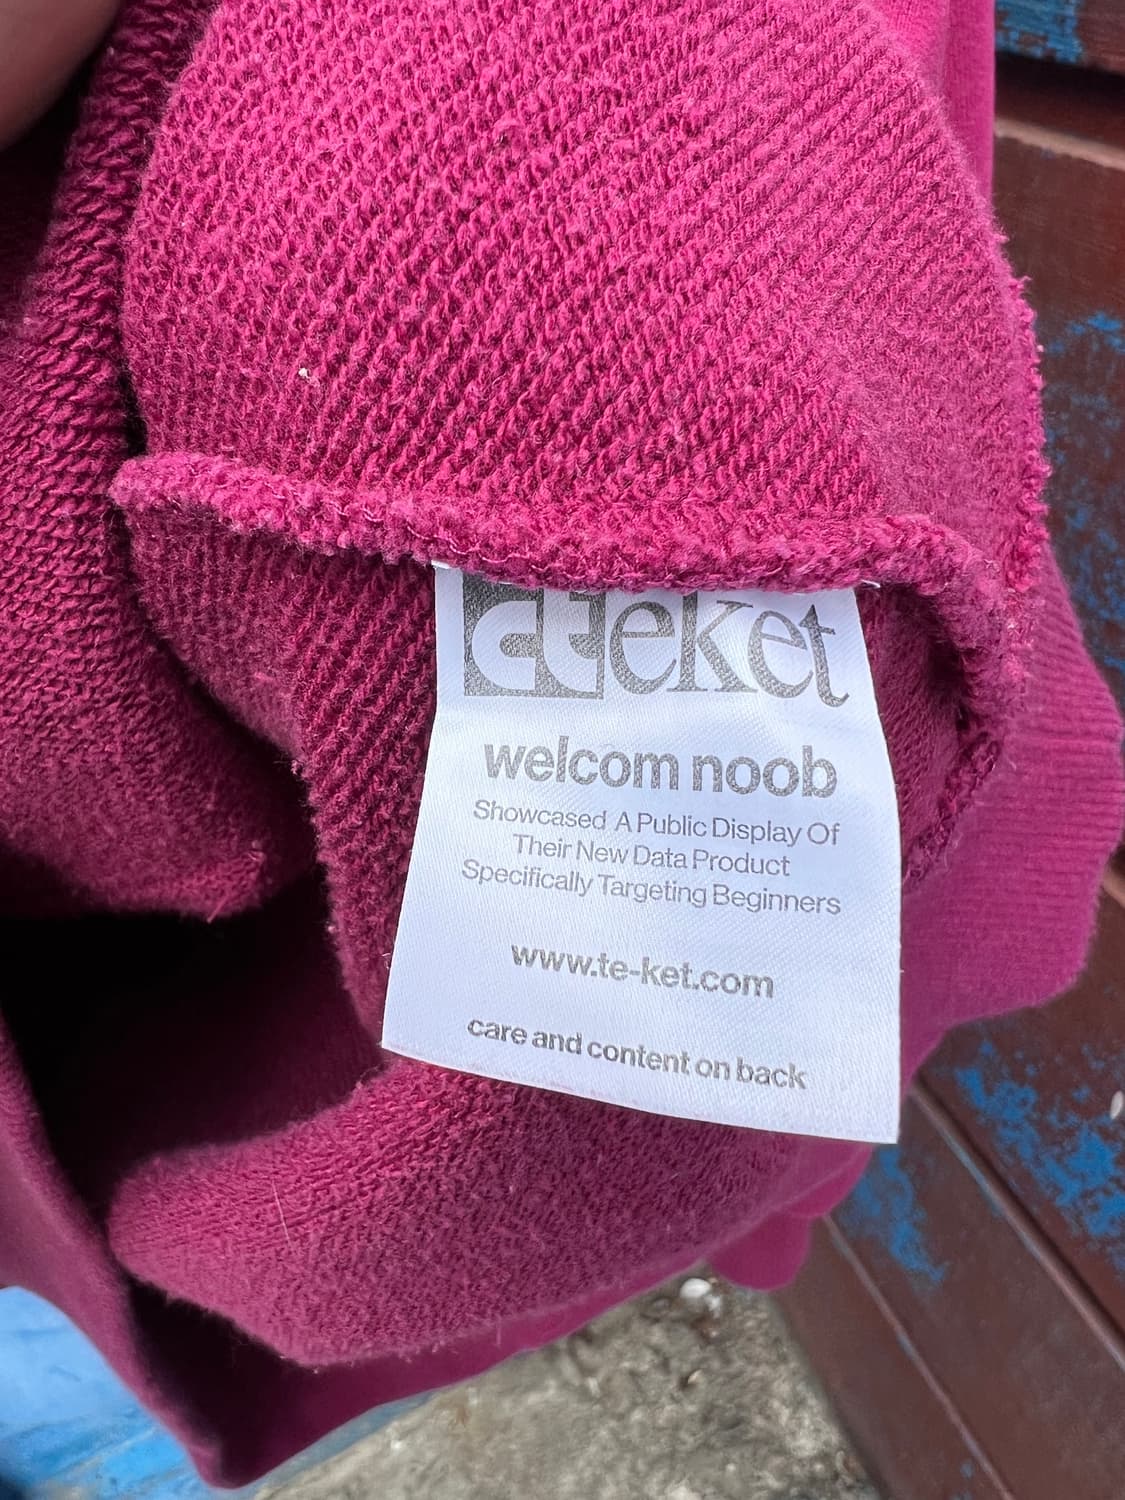 teket
welcom noob
Showcased A Public Display Of
Their New Data Product
Specifically Targeting Beginners
www.te-ket.com
care and content on back